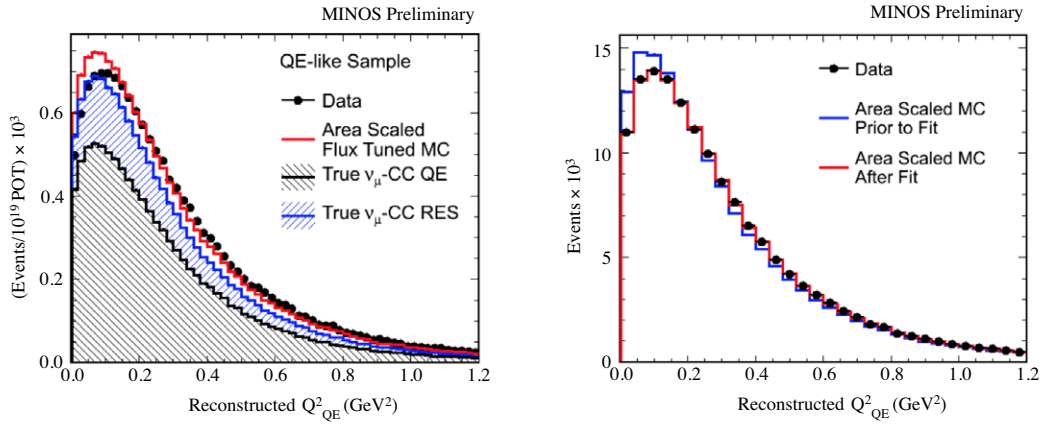 MINOS Preliminary
QE-like Sample
Data
Area Scaled
Flux Tuned MC
True νμ-CC QE
True νμ-CC RES
(Events/10¹⁹ POT) × 10³
0.6
0.4
0.2
0.0
0.0 0.2 0.4 0.6 0.8 1.0 1.2
Reconstructed Q²QE (GeV²)
MINOS Preliminary
Data
Area Scaled MC
Prior to Fit
Area Scaled MC
After Fit
Events × 10³
15
10
5
0
0.0 0.2 0.4 0.6 0.8 1.0 1.2
Reconstructed Q²QE (GeV²)